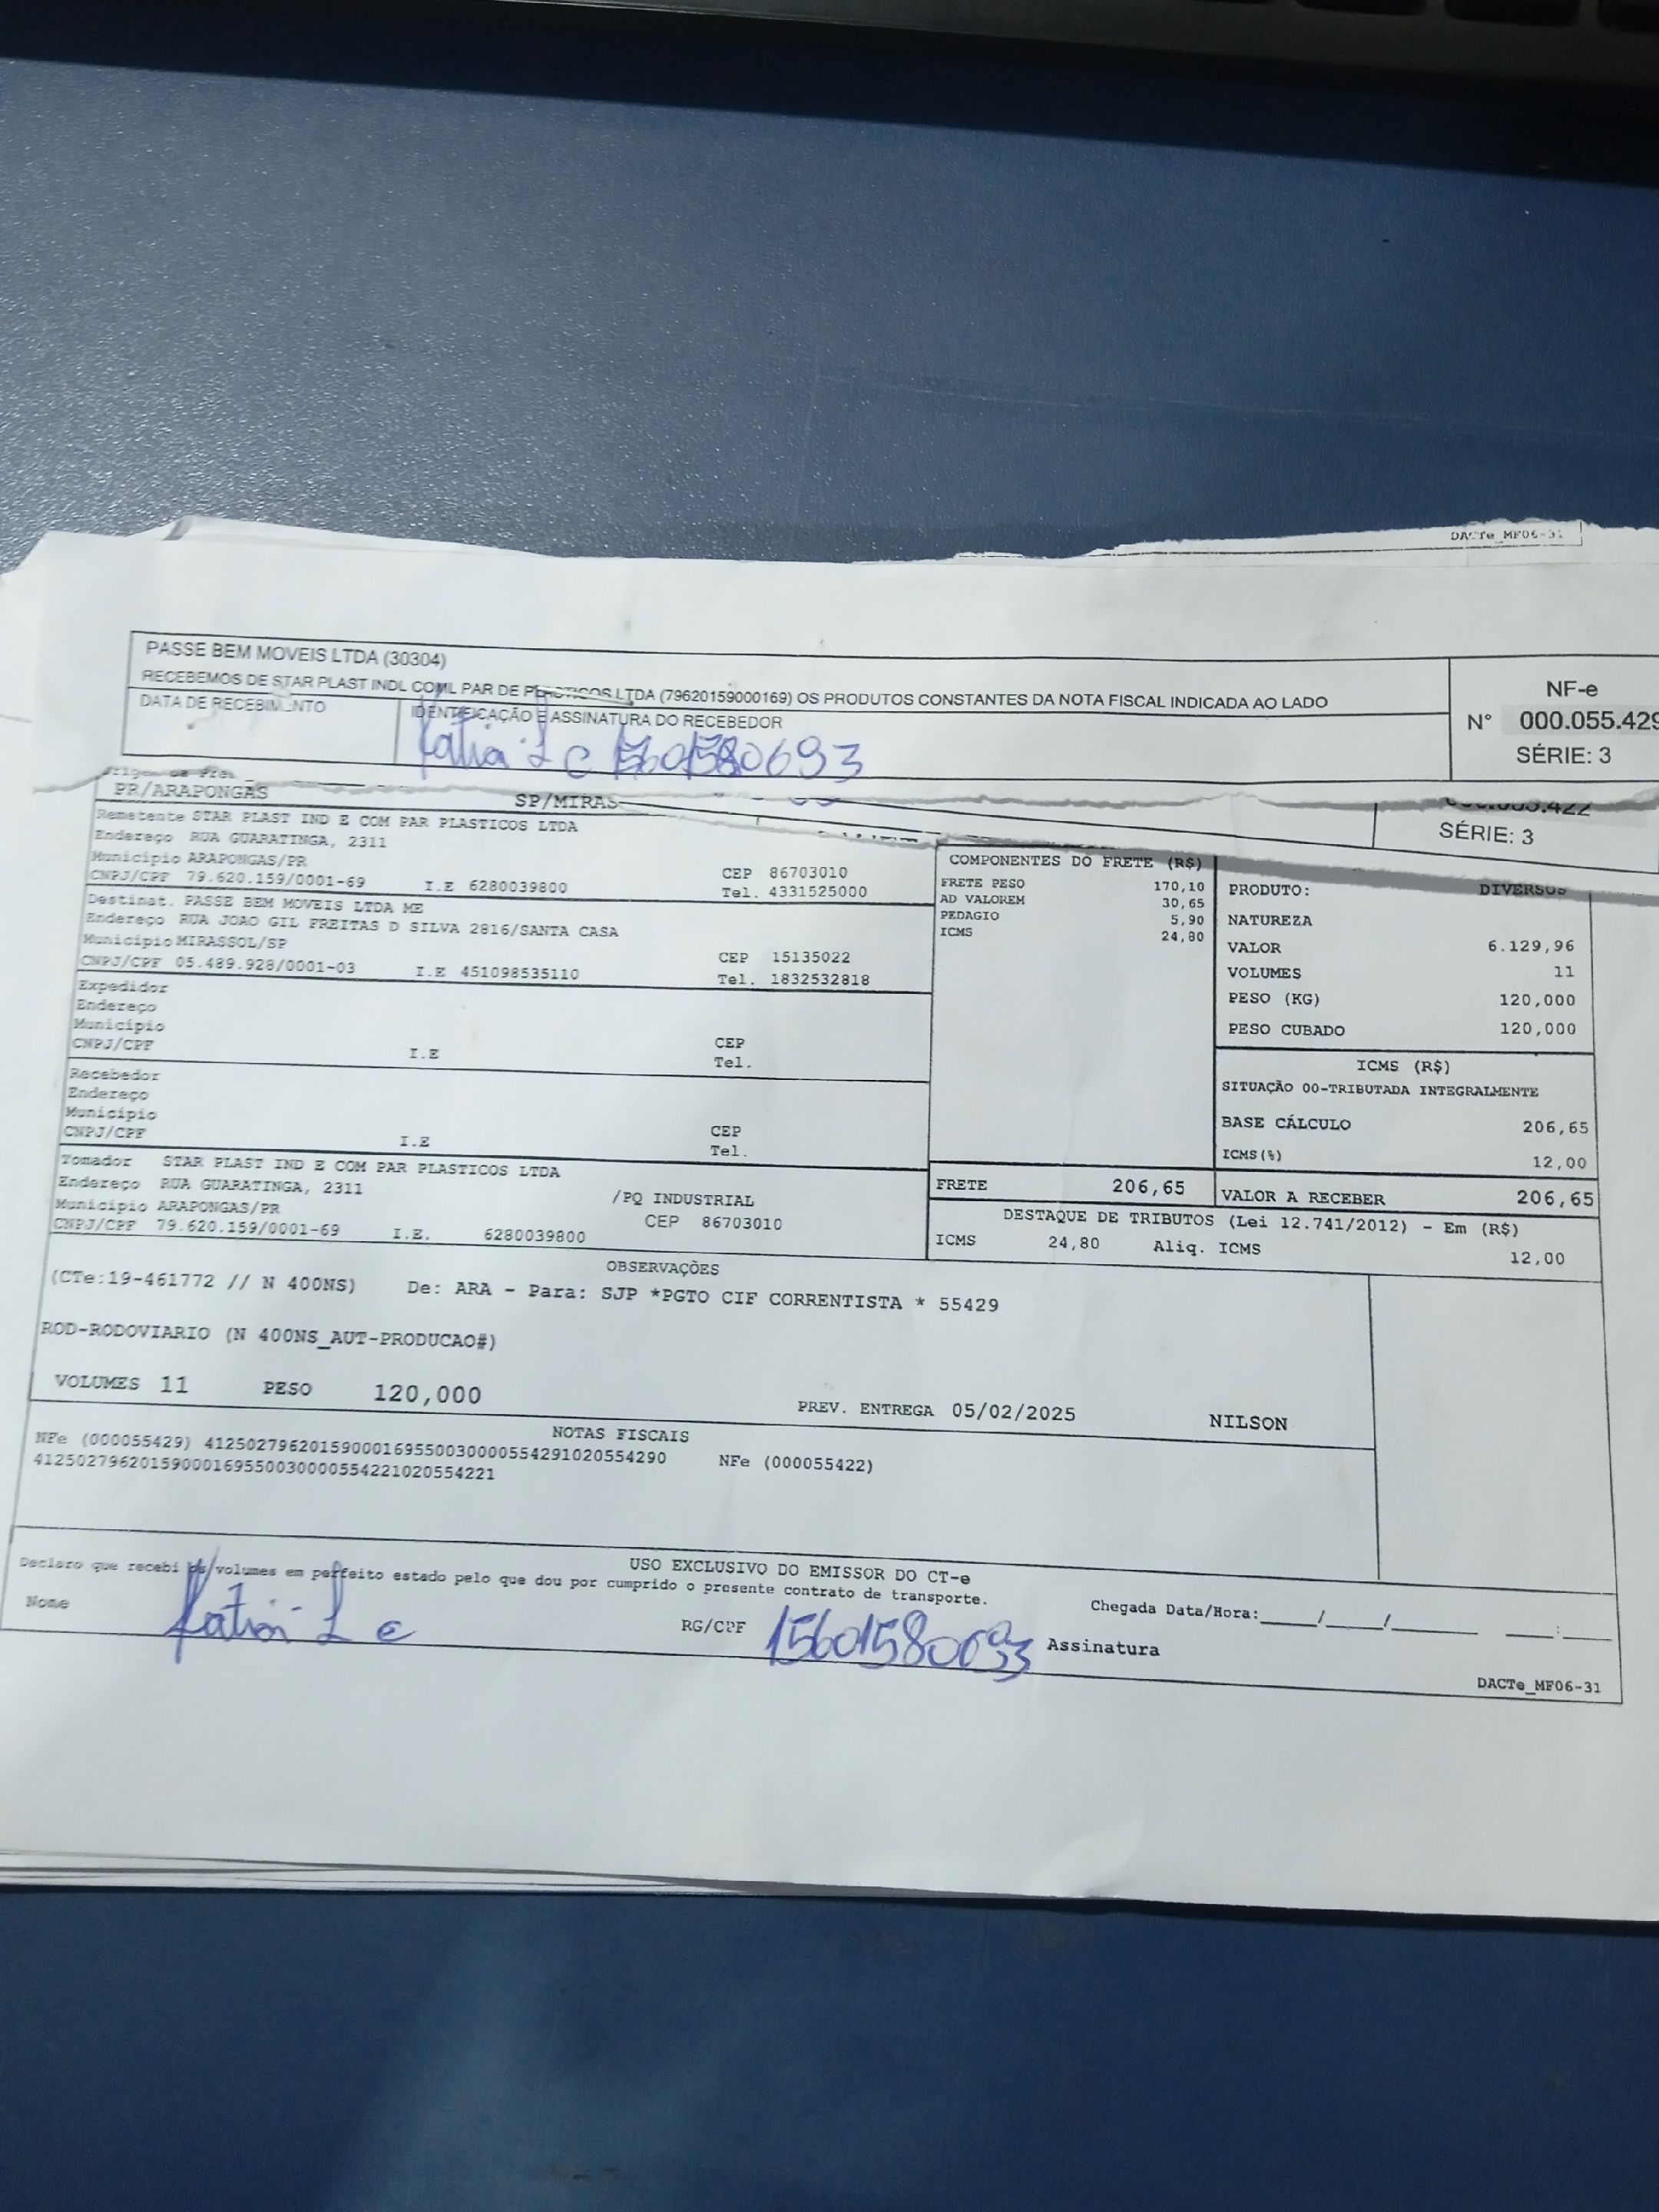 DACTe_MF06-31
PASSE BEM MOVEIS LTDA (30304)
RECEBEMOS DE STAR PLAST INDL COML PAR DE PLASTICOS LTDA (79620159000169) OS PRODUTOS CONSTANTES DA NOTA FISCAL INDICADA AO LADO
DATA DE RECEBIMENTO
IDENTIFICAÇÃO E ASSINATURA DO RECEBEDOR
NF-e
N° 000.055.429
SÉRIE: 3
PR/ARAPONGAS SP/MIRAS
SÉRIE: 3
Remetente STAR PLAST IND E COM PAR PLASTICOS LTDA
Endereço RUA GUARATINGA, 2311
Município ARAPONGAS/PR CEP 86703010
CNPJ/CPF 79.620.159/0001-69 I.E 6280039800 Tel. 4331525000
Destinat. PASSE BEM MOVEIS LTDA ME
Endereço RUA JOAO GIL FREITAS D SILVA 2816/SANTA CASA
Município MIRASSOL/SP CEP 15135022
CNPJ/CPF 05.489.928/0001-03 I.E 451098535110 Tel. 1832532818
Expedidor
Endereço
Município CEP
CNPJ/CPF I.E Tel.
Recebedor
Endereço
Município CEP
CNPJ/CPF I.E Tel.
Tomador STAR PLAST IND E COM PAR PLASTICOS LTDA
Endereço RUA GUARATINGA, 2311 /PQ INDUSTRIAL
Município ARAPONGAS/PR CEP 86703010
CNPJ/CPF 79.620.159/0001-69 I.E. 6280039800
COMPONENTES DO FRETE (R$)
FRETE PESO 170,10
AD VALOREM 30,65
PEDAGIO 5,90
ICMS 24,80
PRODUTO: DIVERSOS
NATUREZA
VALOR 6.129,96
VOLUMES 11
PESO (KG) 120,000
PESO CUBADO 120,000
ICMS (R$)
SITUAÇÃO 00-TRIBUTADA INTEGRALMENTE
BASE CÁLCULO 206,65
ICMS(%) 12,00
FRETE 206,65 VALOR A RECEBER 206,65
DESTAQUE DE TRIBUTOS (Lei 12.741/2012) - Em (R$)
ICMS 24,80 Aliq. ICMS 12,00
OBSERVAÇÕES
(CTe:19-461772 // N 400NS) De: ARA - Para: SJP *PGTO CIF CORRENTISTA * 55429
ROD-RODOVIARIO (N 400NS_AUT-PRODUCAO#)
VOLUMES 11 PESO 120,000 PREV. ENTREGA 05/02/2025 NILSON
NOTAS FISCAIS
NFe (000055429) 41250279620159000169550030000554291020554290 NFe (000055422)
41250279620159000169550030000554221020554221
USO EXCLUSIVO DO EMISSOR DO CT-e
Declaro que recebi os volumes em perfeito estado pelo que dou por cumprido o presente contrato de transporte.
Nome RG/CPF Assinatura
Chegada Data/Hora:_____/_____/_______ ____:____
DACTe_MF06-31